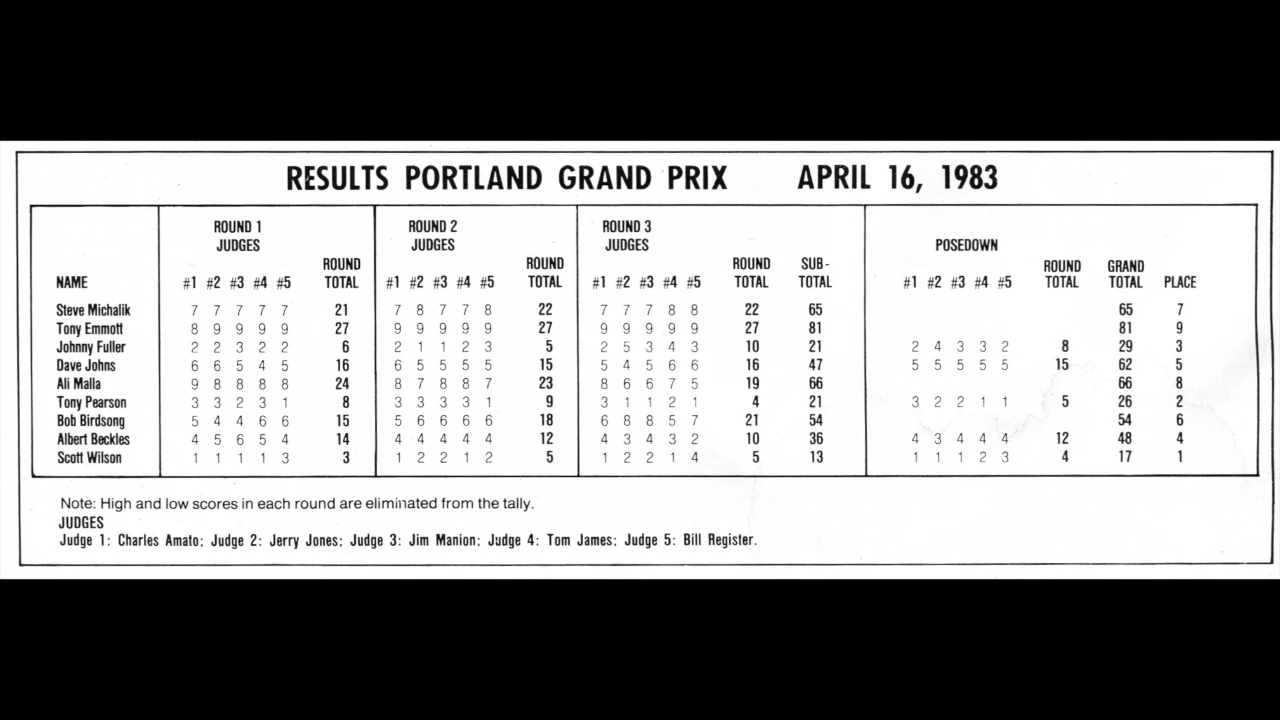 RESULTS PORTLAND GRAND PRIX APRIL 16, 1983
ROUND 1 ROUND 2 ROUND 3
JUDGES JUDGES JUDGES POSEDOWN
ROUND ROUND ROUND SUB- ROUND GRAND
NAME #1 #2 #3 #4 #5 TOTAL #1 #2 #3 #4 #5 TOTAL #1 #2 #3 #4 #5 TOTAL TOTAL #1 #2 #3 #4 #5 TOTAL TOTAL PLACE
Steve Michalik 7 7 7 7 7 21 7 8 7 7 8 22 7 7 7 8 8 22 65 65 7
Tony Emmott 8 9 9 9 9 27 9 9 9 9 9 27 9 9 9 9 9 27 81 81 9
Johnny Fuller 2 2 3 2 2 6 2 1 1 2 3 5 2 5 3 4 3 10 21 2 4 3 3 2 8 29 3
Dave Johns 6 6 5 4 5 16 6 5 5 5 5 15 5 4 5 6 6 16 47 5 5 5 5 5 15 62 5
Ali Malla 9 8 8 8 8 24 8 7 8 8 7 23 8 6 6 7 5 19 66 66 8
Tony Pearson 3 3 2 3 1 8 3 3 3 3 1 9 3 1 1 2 1 4 21 3 2 2 1 1 5 26 2
Bob Birdsong 5 4 4 6 6 15 5 6 6 6 6 18 6 8 8 5 7 21 54 54 6
Albert Beckles 4 5 6 5 4 14 4 4 4 4 4 12 4 3 4 3 2 10 36 4 3 4 4 4 12 48 4
Scott Wilson 1 1 1 1 3 3 1 2 2 1 2 5 1 2 2 1 4 5 13 1 1 1 2 3 4 17 1
Note: High and low scores in each round are eliminated from the tally.
JUDGES
Judge 1: Charles Amato; Judge 2: Jerry Jones; Judge 3: Jim Manion; Judge 4: Tom James; Judge 5: Bill Register.